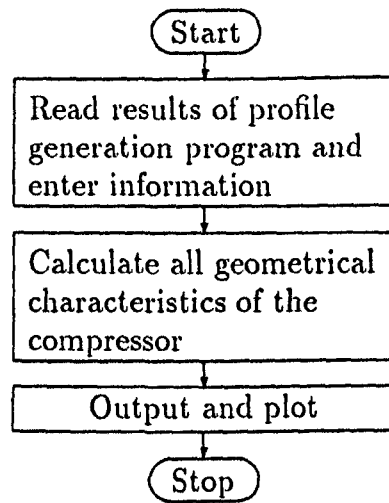 Start
Read results of profile
generation program and
enter information
Calculate all geometrical
characteristics of the
compressor
Output and plot
Stop